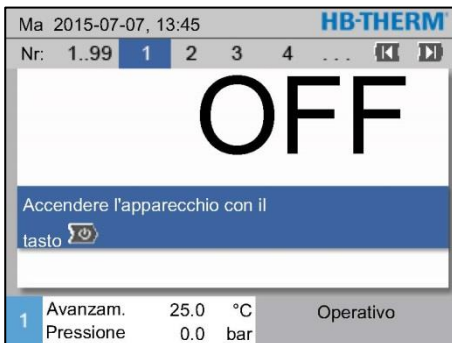 Ma 2015-07-07, 13:45 HB-THERM
Nr: 1..99 1 2 3 4 ...
OFF
Accendere l'apparecchio con il
tasto
1 Avanzam. 25.0 °C Operativo
Pressione 0.0 bar